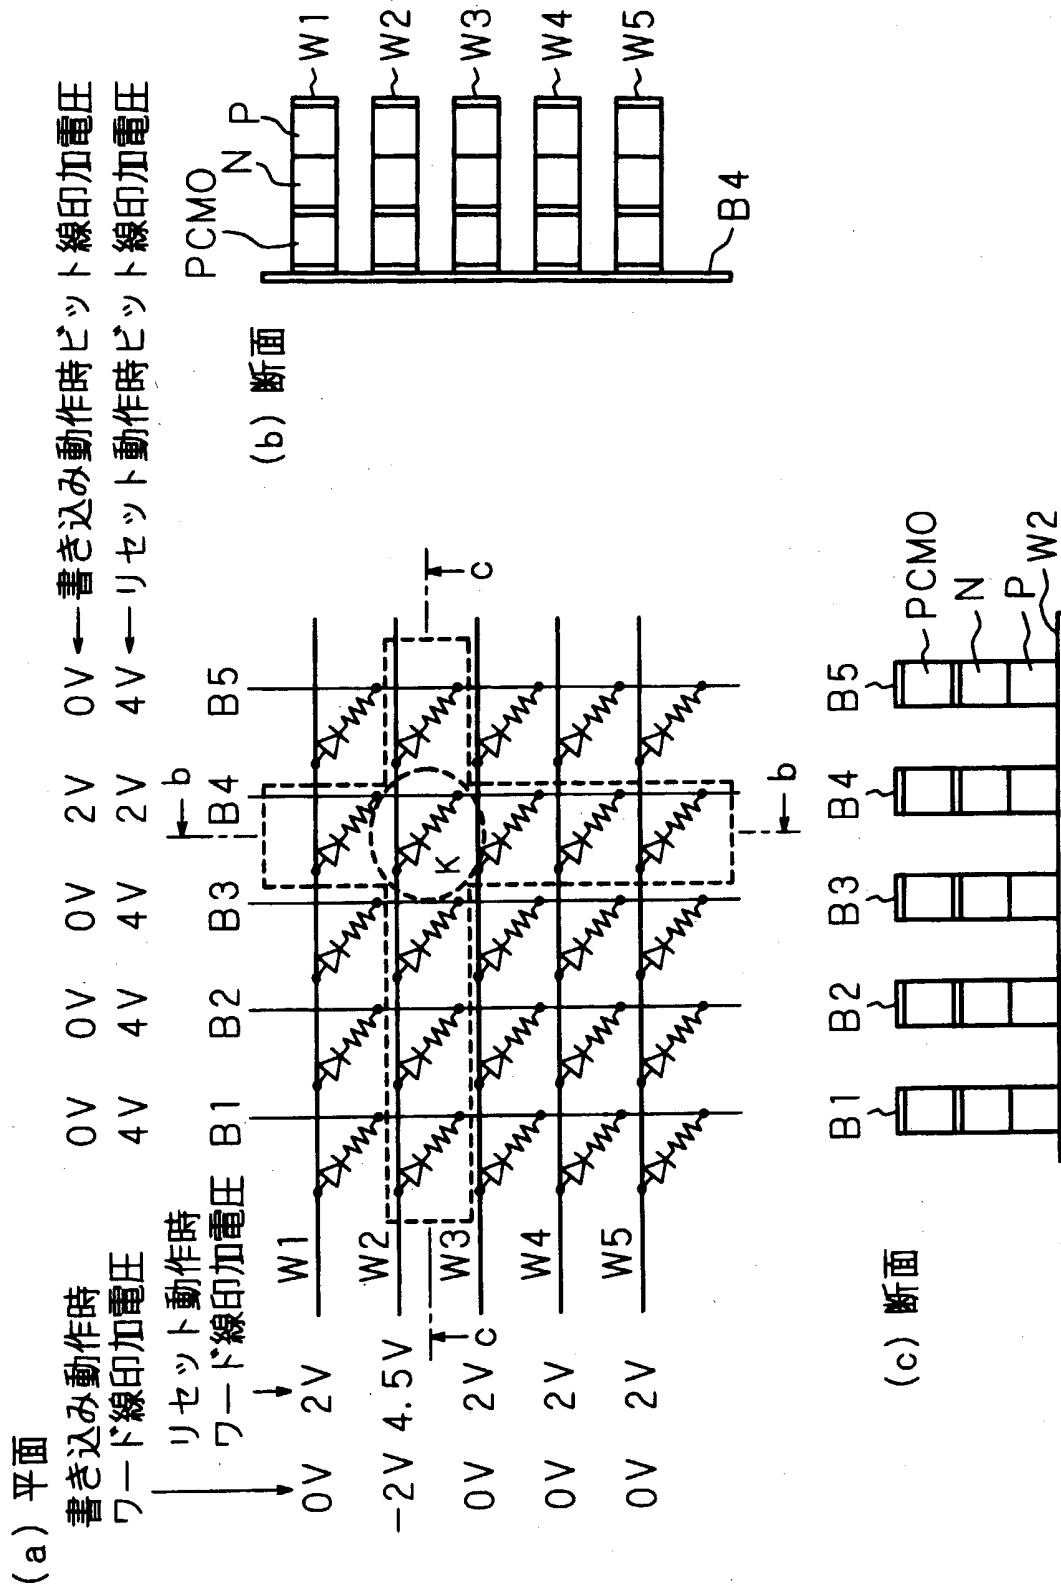 (a) 平面
0V 0V 0V 2V 0V ←書き込み動作時ビット線印加電圧
4V 4V 4V 2V 4V ←リセット動作時ビット線印加電圧
書き込み動作時
ワード線印加電圧
リセット動作時
ワード線印加電圧
B1 B2 B3 B4 B5
b
0V 2V W1
-2V 4.5V W2
0V 2V W3
0V 2V W4
0V 2V W5
K
c
c
b
(b) 断面
PCMO
N
P
W1
W2
W3
W4
W5
B4
(c) 断面
B1 B2 B3 B4 B5
PCMO
N
P
W2